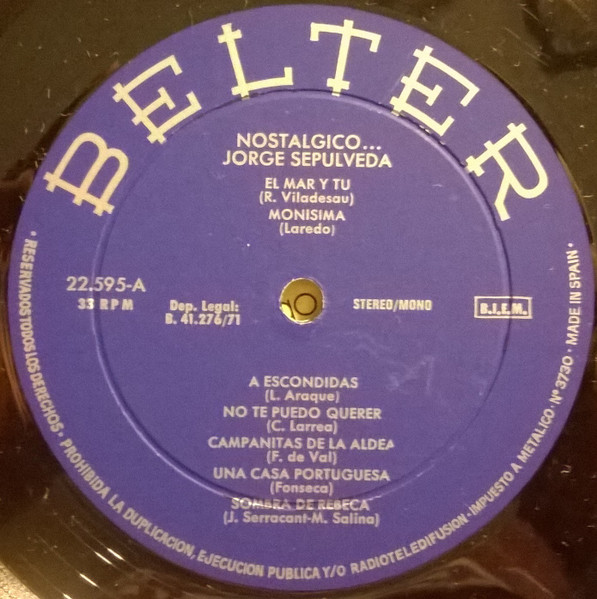 BELTER
NOSTALGICO...
JORGE SEPULVEDA
EL MAR Y TU
(R. Viladesau)
MONISIMA
(Laredo)
22.595-A
33 RPM
Dep. Legal:
B. 41.276/71
STEREO/MONO
B.I.E.M.
A ESCONDIDAS
(L. Araque)
NO TE PUEDO QUERER
(C. Larrea)
CAMPANITAS DE LA ALDEA
(F. de Val)
UNA CASA PORTUGUESA
(Fonseca)
SOMBRA DE REBECA
(J. Serracant-M. Salina)
• RESERVADOS TODOS LOS DERECHOS • PROHIBIDA LA DUPLICACION, EJECUCION PUBLICA Y/O RADIOTELEDIFUSION • IMPUESTO A METALICO • Nº 3730 • MADE IN SPAIN •